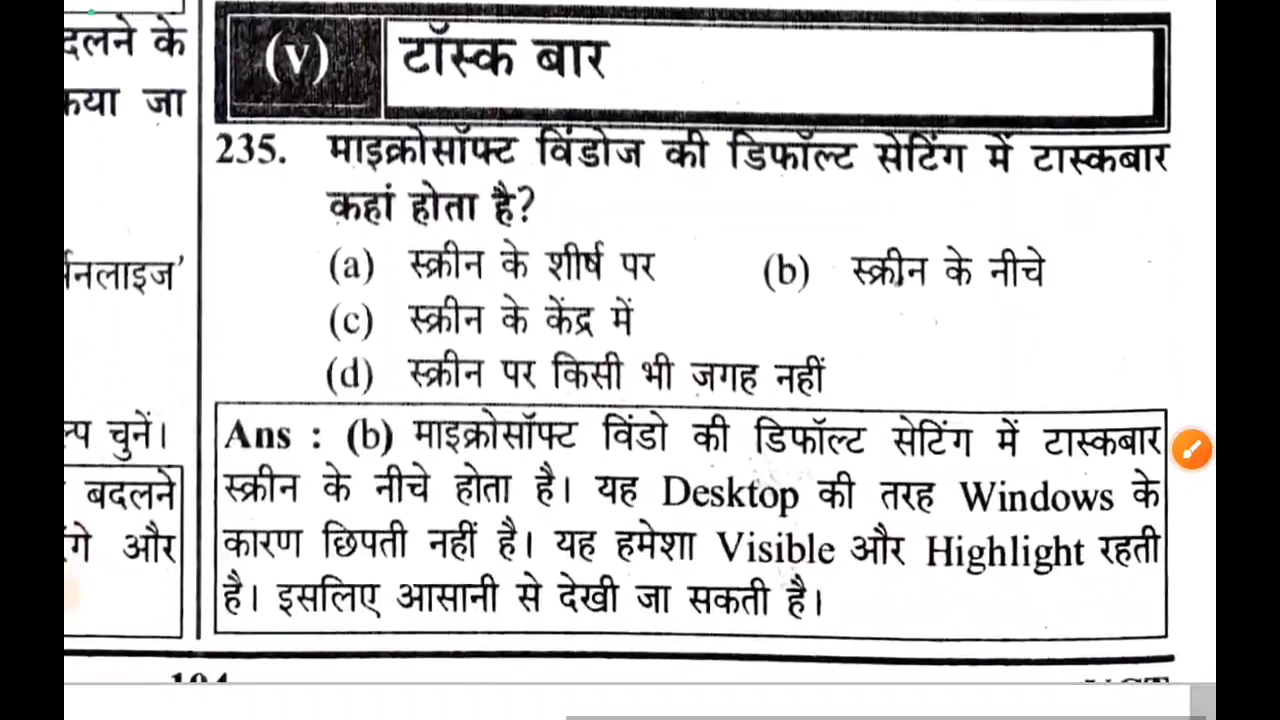 दलने के
कया जा
र्सनलाइज'
ल्प चुनें।
बदलने
गे और
(v) टॉस्क बार
235. माइक्रोसॉफ्ट विंडोज की डिफॉल्ट सेटिंग में टास्कबार
कहां होता है?
(a) स्क्रीन के शीर्ष पर (b) स्क्रीन के नीचे
(c) स्क्रीन के केंद्र में
(d) स्क्रीन पर किसी भी जगह नहीं
Ans : (b) माइक्रोसॉफ्ट विंडो की डिफॉल्ट सेटिंग में टास्कबार
स्क्रीन के नीचे होता है। यह Desktop की तरह Windows के
कारण छिपती नहीं है। यह हमेशा Visible और Highlight रहती
है। इसलिए आसानी से देखी जा सकती है।